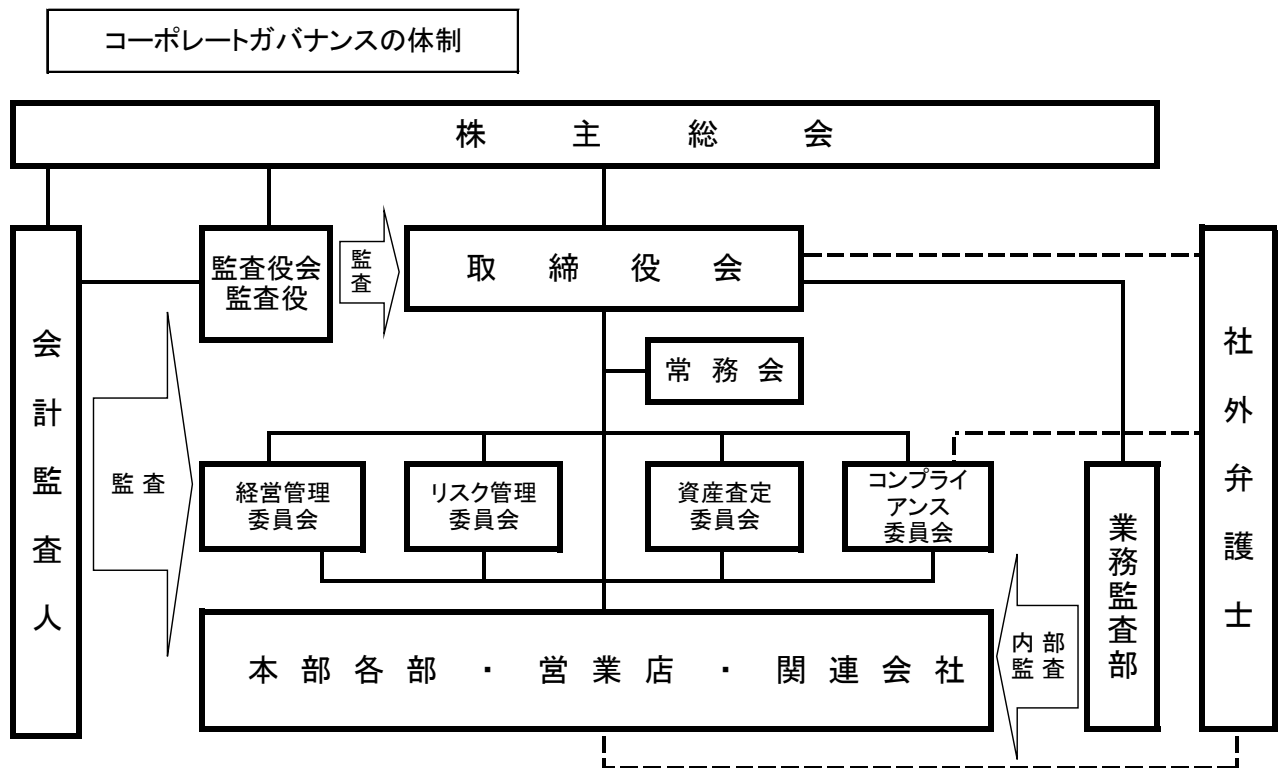 コーポレートガバナンスの体制
株主総会
監査役会
監査役
監
査
取締役会
会計監査人
社外弁護士
常務会
監査
経営管理
委員会
リスク管理
委員会
資産査定
委員会
コンプライ
アンス
委員会
業務監査部
本部各部・営業店・関連会社
内部
監査